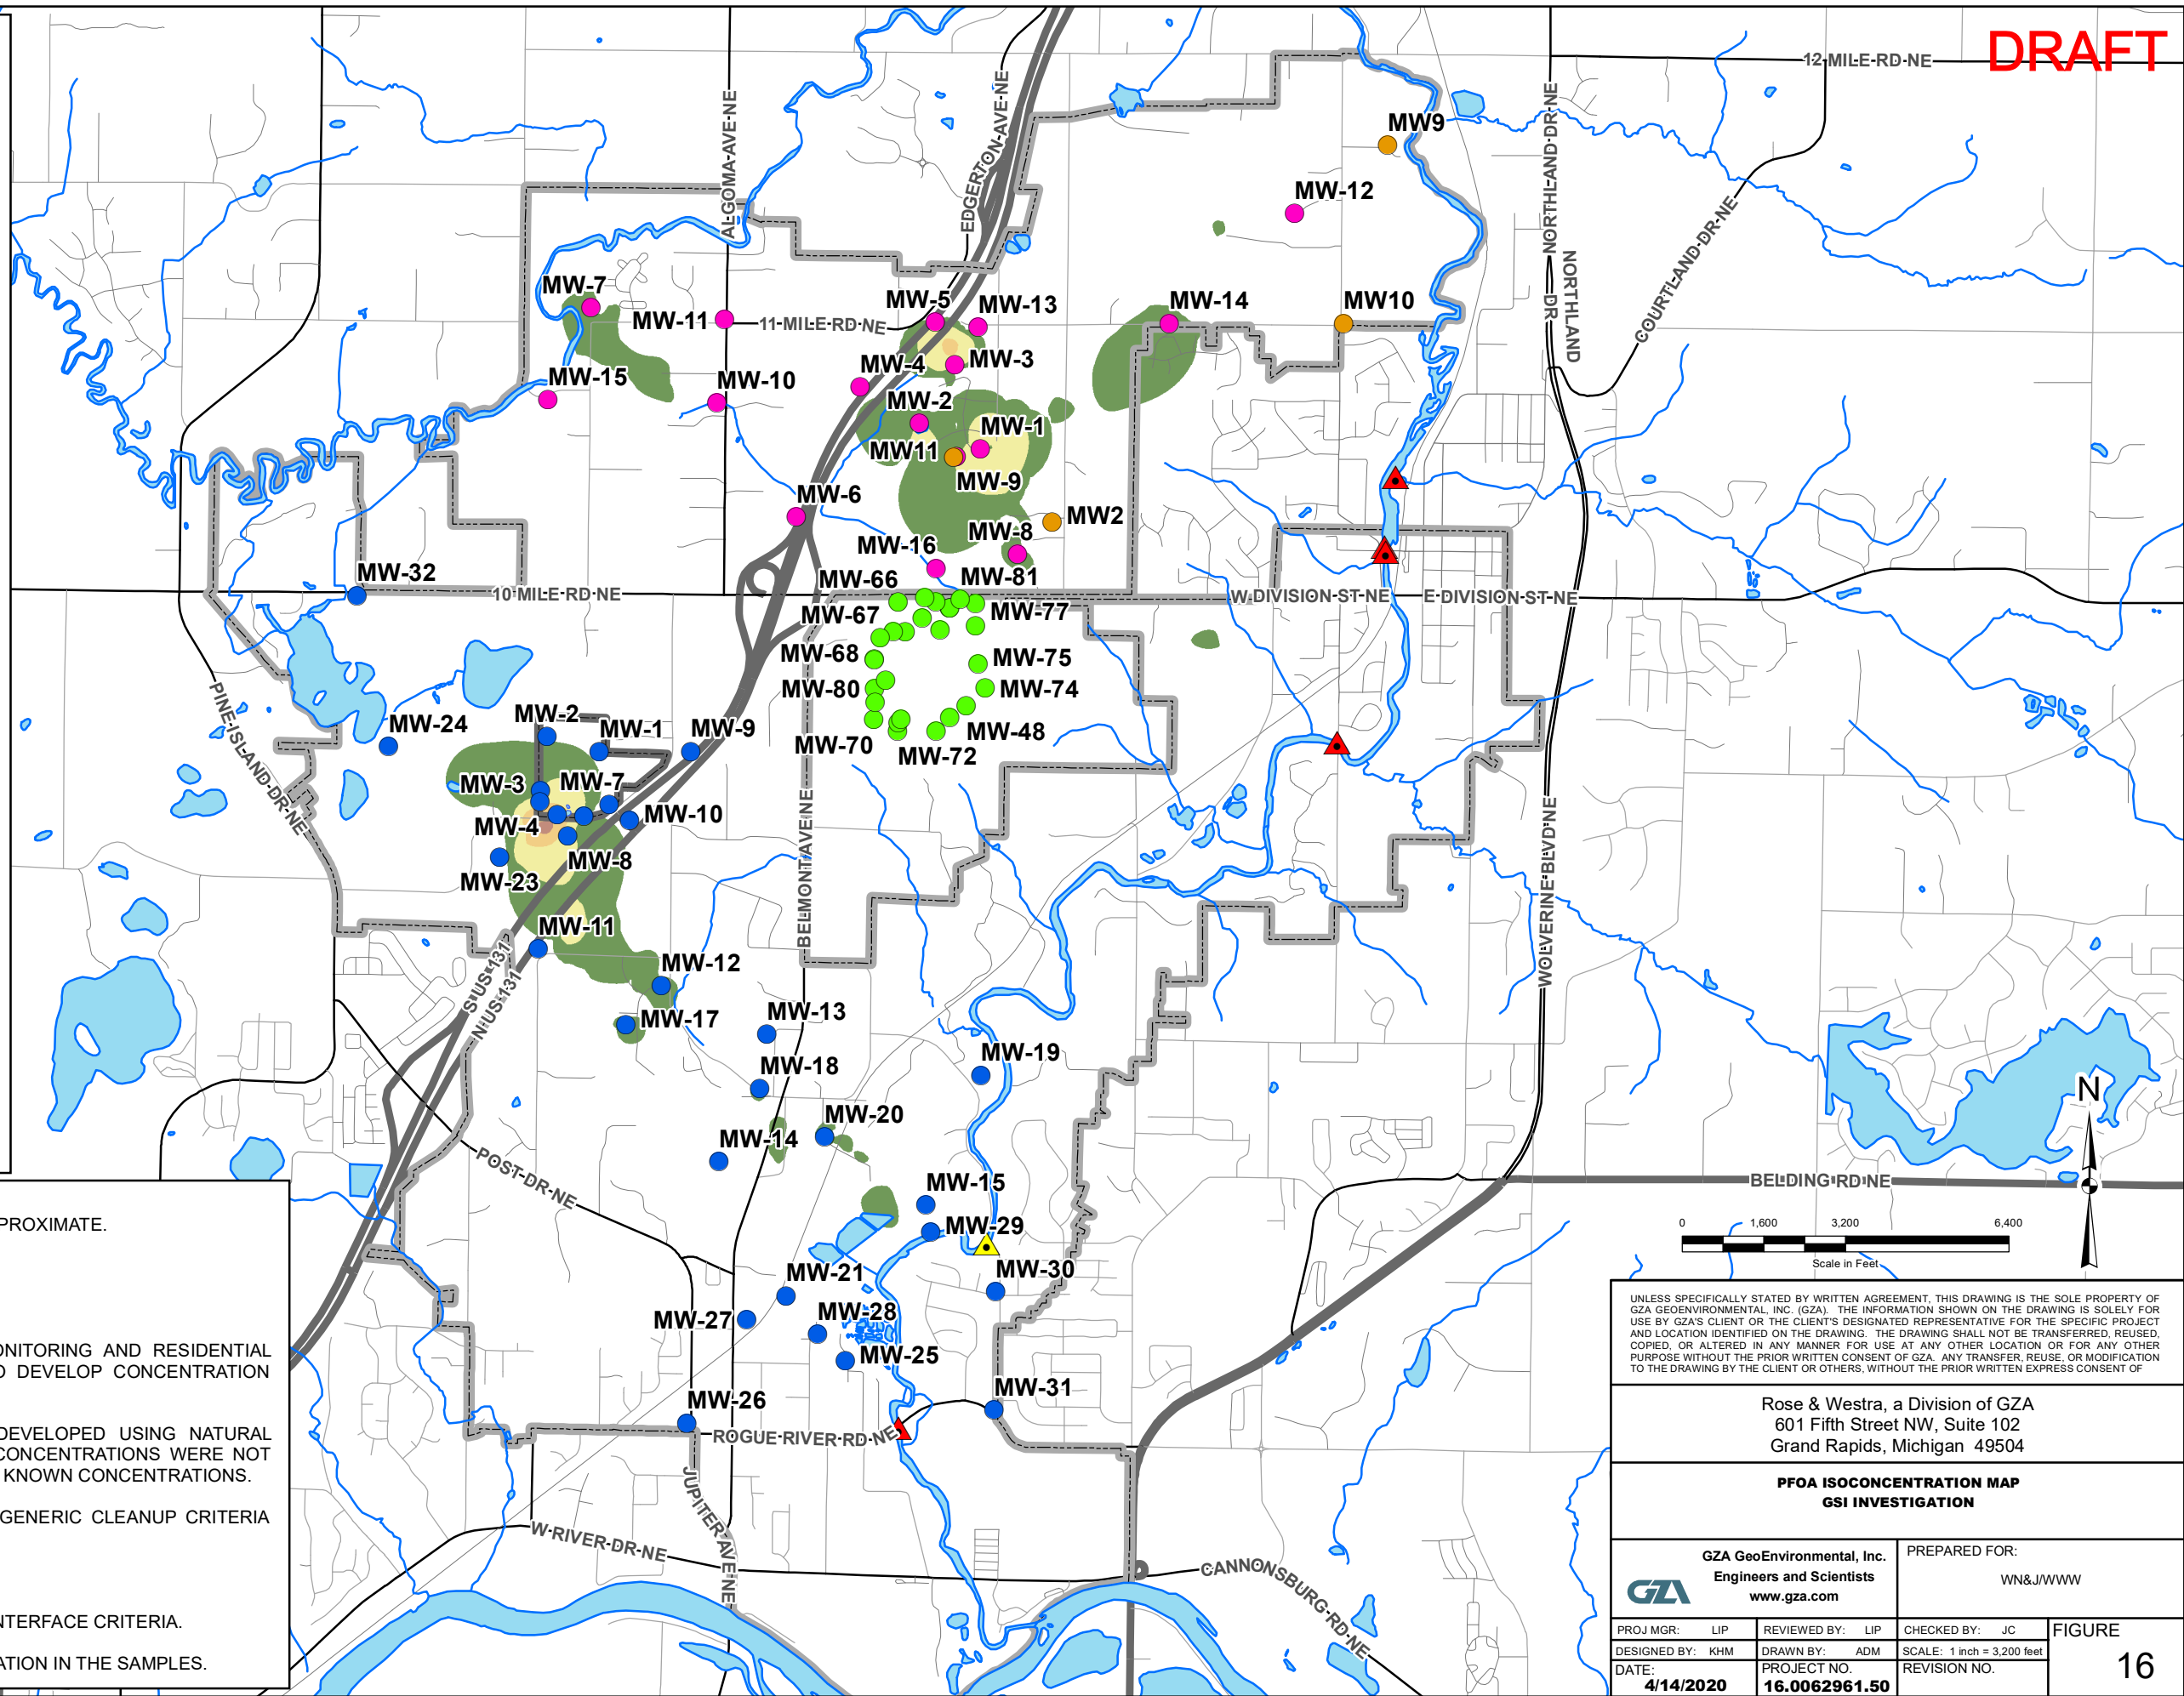 DRAFT
12 MILE RD NE
MW9
ALGOMA AVE NE
EDGERTON AVE NE
NORTHLAND DR NE
MW-12
COURTLAND DR NE
NORTHLAND
DR
MW-7
MW-11
11 MILE RD NE
MW-5
MW-13
MW-14
MW10
MW-4
MW-3
MW-15
MW-10
MW-2
MW-1
MW11
MW-9
MW-6
MW2
MW-8
MW-16
MW-32
10 MILE RD NE
MW-66
MW-81
W DIVISION ST NE
E DIVISION ST NE
MW-67
MW-77
MW-68
MW-75
MW-80
MW-74
PINE ISLAND DR NE
MW-24
MW-2
MW-1
MW-9
MW-70
MW-48
MW-72
MW-3
MW-7
MW-10
MW-4
MW-8
MW-23
BELMONT AVE NE
WOLVERINE BLVD NE
MW-11
S US 131
N US 131
MW-12
MW-17
MW-13
MW-18
MW-19
MW-20
MW-14
POST DR NE
MW-15
MW-29
BELDING RD NE
N
MW-30
MW-21
MW-27
MW-28
MW-25
MW-31
MW-26
ROGUE RIVER RD NE
JUPITER AVE NE
W RIVER DR NE
CANNONSBURG RD NE
0 1,600 3,200 6,400
Scale in Feet
PROXIMATE.
ONITORING AND RESIDENTIAL
O DEVELOP CONCENTRATION
DEVELOPED USING NATURAL
CONCENTRATIONS WERE NOT
KNOWN CONCENTRATIONS.
GENERIC CLEANUP CRITERIA
NTERFACE CRITERIA.
ATION IN THE SAMPLES.
UNLESS SPECIFICALLY STATED BY WRITTEN AGREEMENT, THIS DRAWING IS THE SOLE PROPERTY OF
GZA GEOENVIRONMENTAL, INC. (GZA). THE INFORMATION SHOWN ON THE DRAWING IS SOLELY FOR
USE BY GZA'S CLIENT OR THE CLIENT'S DESIGNATED REPRESENTATIVE FOR THE SPECIFIC PROJECT
AND LOCATION IDENTIFIED ON THE DRAWING. THE DRAWING SHALL NOT BE TRANSFERRED, REUSED,
COPIED, OR ALTERED IN ANY MANNER FOR USE AT ANY OTHER LOCATION OR FOR ANY OTHER
PURPOSE WITHOUT THE PRIOR WRITTEN CONSENT OF GZA. ANY TRANSFER, REUSE, OR MODIFICATION
TO THE DRAWING BY THE CLIENT OR OTHERS, WITHOUT THE PRIOR WRITTEN EXPRESS CONSENT OF
Rose & Westra, a Division of GZA
601 Fifth Street NW, Suite 102
Grand Rapids, Michigan 49504
PFOA ISOCONCENTRATION MAP
GSI INVESTIGATION
GZA
GZA GeoEnvironmental, Inc.
Engineers and Scientists
www.gza.com
PREPARED FOR:
WN&J/WWW
PROJ MGR: LIP
REVIEWED BY: LIP
CHECKED BY: JC
DESIGNED BY: KHM
DRAWN BY: ADM
SCALE: 1 inch = 3,200 feet
DATE:
4/14/2020
PROJECT NO.
16.0062961.50
REVISION NO.
FIGURE
16